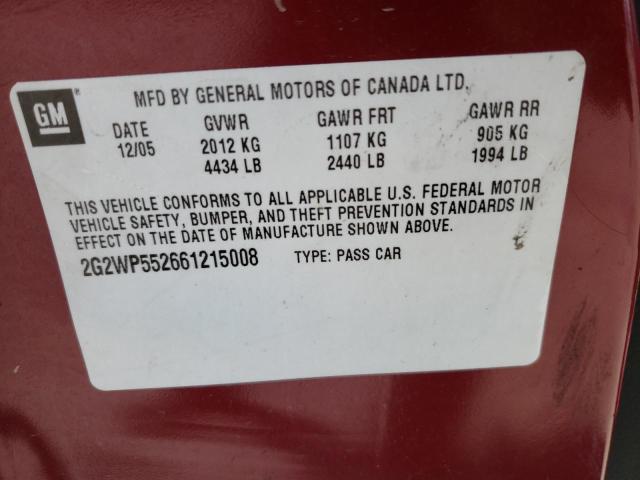 GM
MFD BY GENERAL MOTORS OF CANADA LTD.
DATE GVWR GAWR FRT GAWR RR
12/05 2012 KG 1107 KG 905 KG
4434 LB 2440 LB 1994 LB
THIS VEHICLE CONFORMS TO ALL APPLICABLE U.S. FEDERAL MOTOR
VEHICLE SAFETY, BUMPER, AND THEFT PREVENTION STANDARDS IN
EFFECT ON THE DATE OF MANUFACTURE SHOWN ABOVE.
2G2WP552661215008 TYPE: PASS CAR